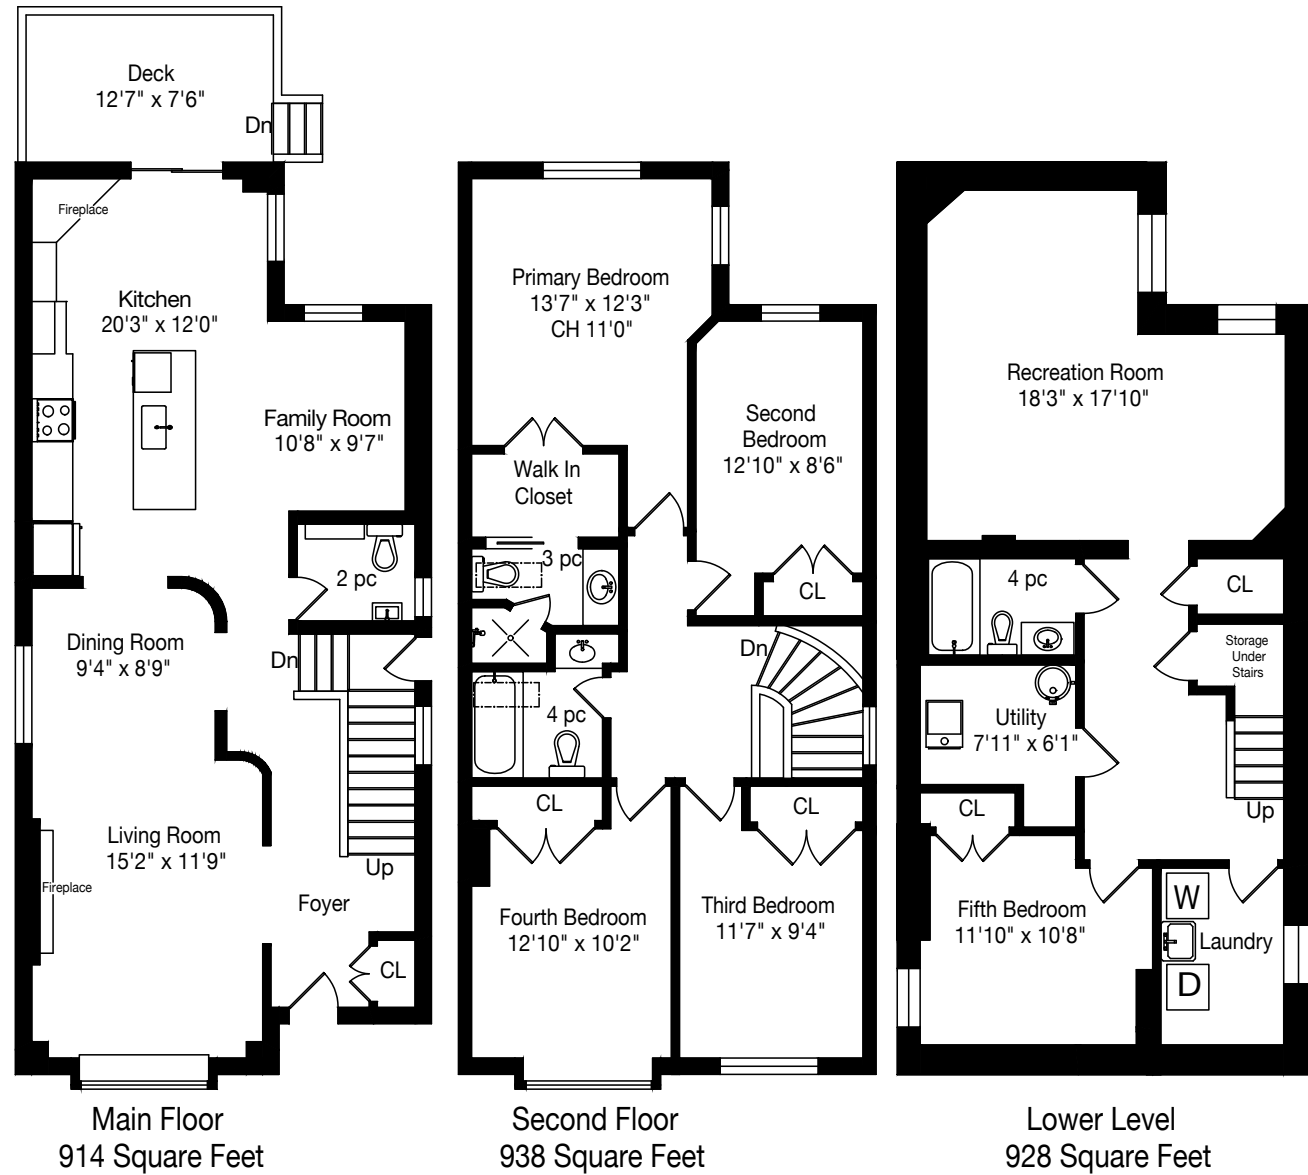 Deck
12'7" x 7'6"
Dn
Fireplace
Kitchen
20'3" x 12'0"
Family Room
10'8" x 9'7"
2 pc
Dining Room
9'4" x 8'9"
Dn
Living Room
15'2" x 11'9"
Fireplace
Up
Foyer
CL
Main Floor
914 Square Feet
Primary Bedroom
13'7" x 12'3"
CH 11'0"
Second
Bedroom
12'10" x 8'6"
Walk In
Closet
3 pc
CL
Dn
4 pc
CL
CL
Fourth Bedroom
12'10" x 10'2"
Third Bedroom
11'7" x 9'4"
Second Floor
938 Square Feet
Recreation Room
18'3" x 17'10"
4 pc
CL
Storage
Under
Stairs
Utility
7'11" x 6'1"
CL
Up
Fifth Bedroom
11'10" x 10'8"
W
Laundry
D
Lower Level
928 Square Feet